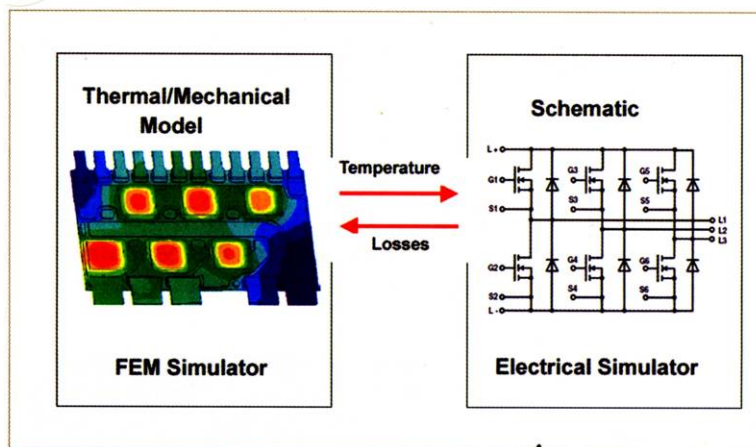 Thermal/Mechanical
Model
FEM Simulator
Temperature
Losses
Schematic
L+
G1
G3
G5
S1
S3
S5
L1
L2
L3
G2
G4
G6
S2
S4
S6
L-
Electrical Simulator